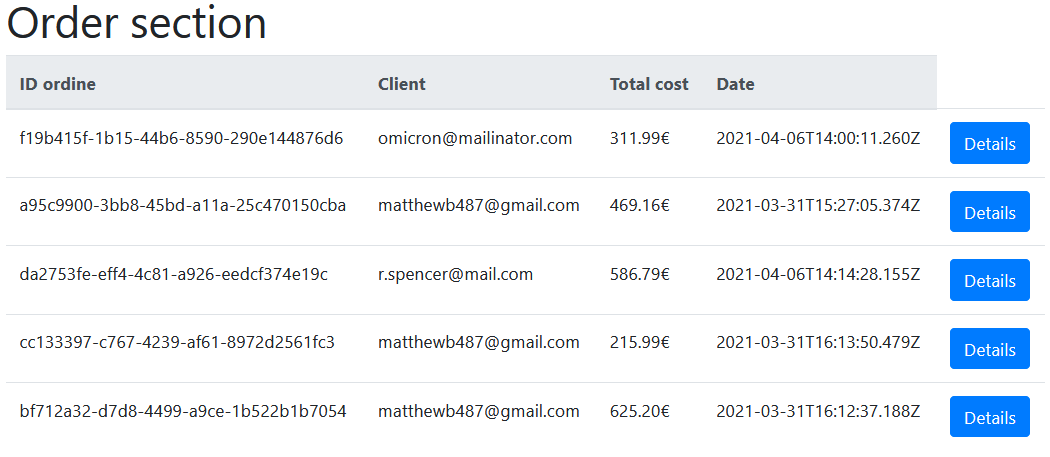 Order section
ID ordine Client Total cost Date
f19b415f-1b15-44b6-8590-290e144876d6 omicron@mailinator.com 311.99€ 2021-04-06T14:00:11.260Z Details
a95c9900-3bb8-45bd-a11a-25c470150cba matthewb487@gmail.com 469.16€ 2021-03-31T15:27:05.374Z Details
da2753fe-eff4-4c81-a926-eedcf374e19c r.spencer@mail.com 586.79€ 2021-04-06T14:14:28.155Z Details
cc133397-c767-4239-af61-8972d2561fc3 matthewb487@gmail.com 215.99€ 2021-03-31T16:13:50.479Z Details
bf712a32-d7d8-4499-a9ce-1b522b1b7054 matthewb487@gmail.com 625.20€ 2021-03-31T16:12:37.188Z Details